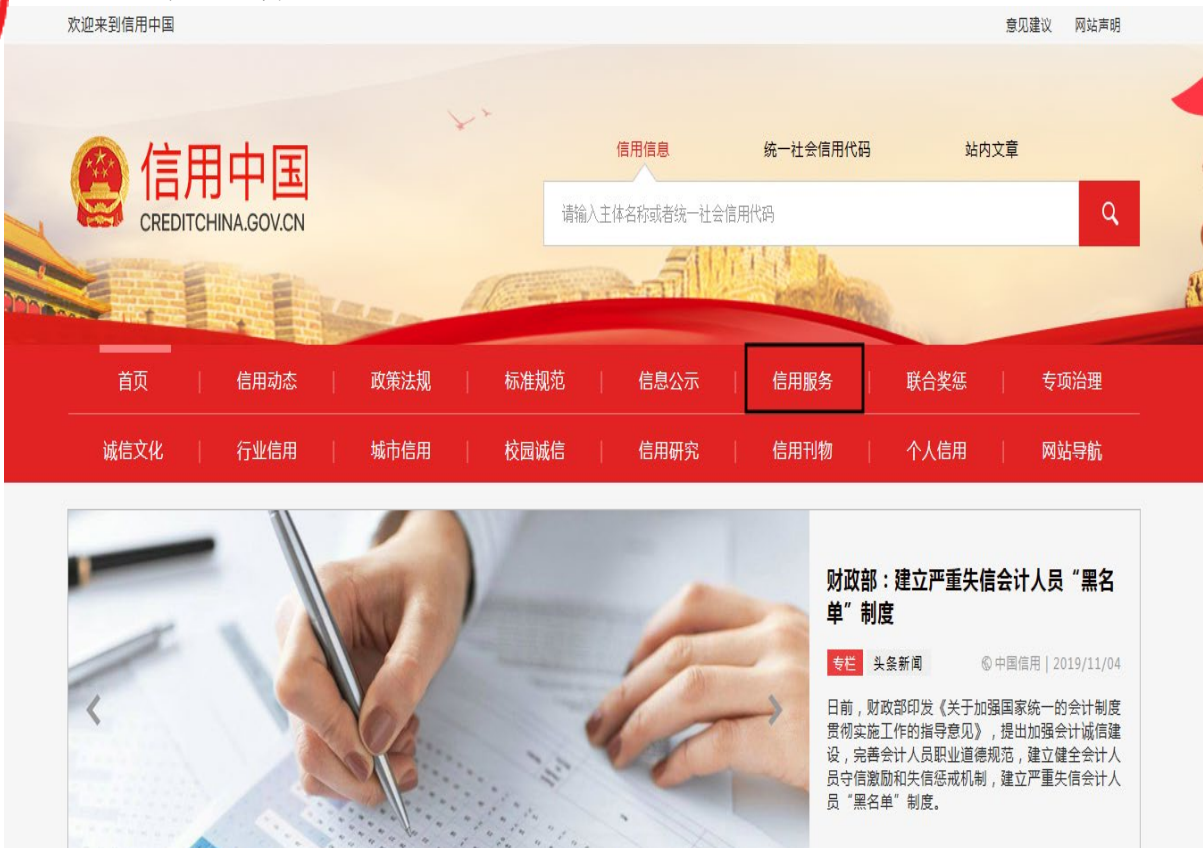 欢迎来到信用中国
意见建议 网站声明
信用中国
CREDITCHINA.GOV.CN
信用信息 统一社会信用代码 站内文章
请输入主体名称或者统一社会信用代码
首页 信用动态 政策法规 标准规范 信息公示 信用服务 联合奖惩 专项治理
诚信文化 行业信用 城市信用 校园诚信 信用研究 信用刊物 个人信用 网站导航
财政部：建立严重失信会计人员“黑名
单”制度
专栏 头条新闻 中国信用 | 2019/11/04
日前，财政部印发《关于加强国家统一的会计制度
贯彻实施工作的指导意见》，提出加强会计诚信建
设，完善会计人员职业道德规范，建立健全会计人
员守信激励和失信惩戒机制，建立严重失信会计人
员“黑名单”制度。